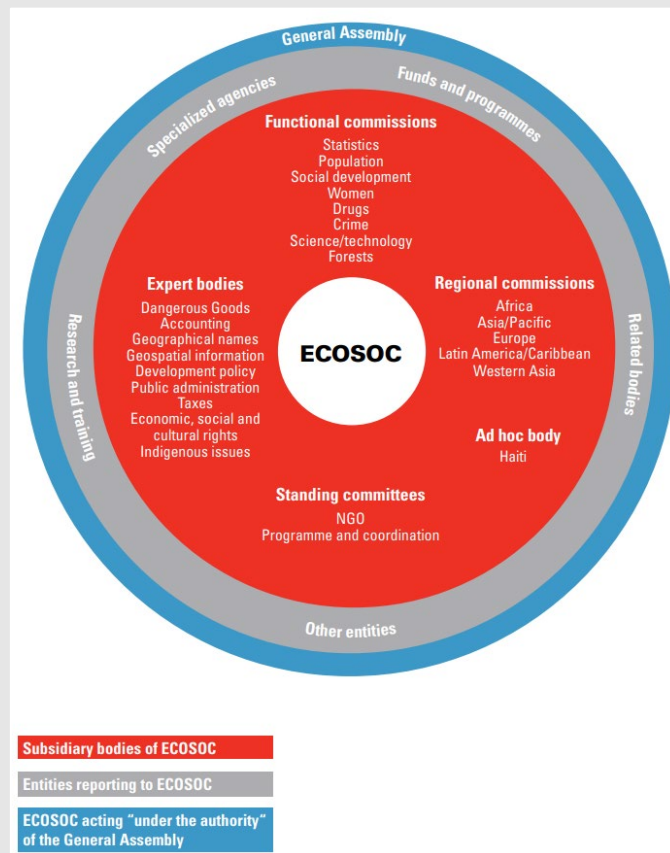 General Assembly
Specialized agencies
Funds and programmes
Functional commissions
Statistics
Population
Social development
Women
Drugs
Crime
Science/technology
Forests
Expert bodies
Dangerous Goods
Accounting
Geographical names
Geospatial information
Development policy
Public administration
Taxes
Economic, social and
cultural rights
Indigenous issues
ECOSOC
Regional commissions
Africa
Asia/Pacific
Europe
Latin America/Caribbean
Western Asia
Research and training
Related bodies
Ad hoc body
Haiti
Standing committees
NGO
Programme and coordination
Other entities
Subsidiary bodies of ECOSOC
Entities reporting to ECOSOC
ECOSOC acting “under the authority“
of the General Assembly